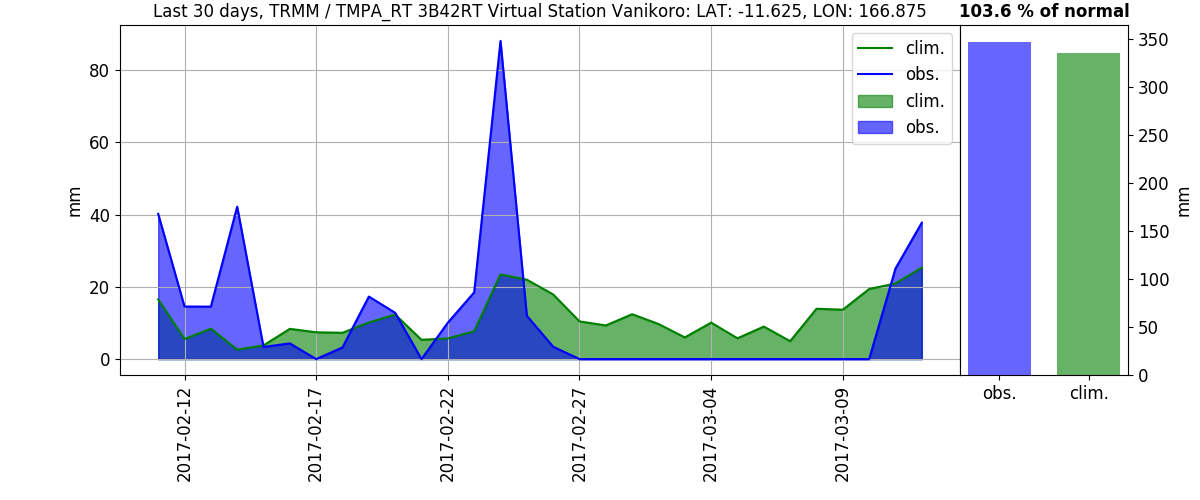 Last 30 days, TRMM / TMPA_RT 3B42RT Virtual Station Vanikoro: LAT: -11.625, LON: 166.875
103.6 % of normal
mm
80
60
40
20
0
clim.
obs.
clim.
obs.
2017-02-12
2017-02-17
2017-02-22
2017-02-27
2017-03-04
2017-03-09
350
300
250
200
150
100
50
0
mm
obs.
clim.